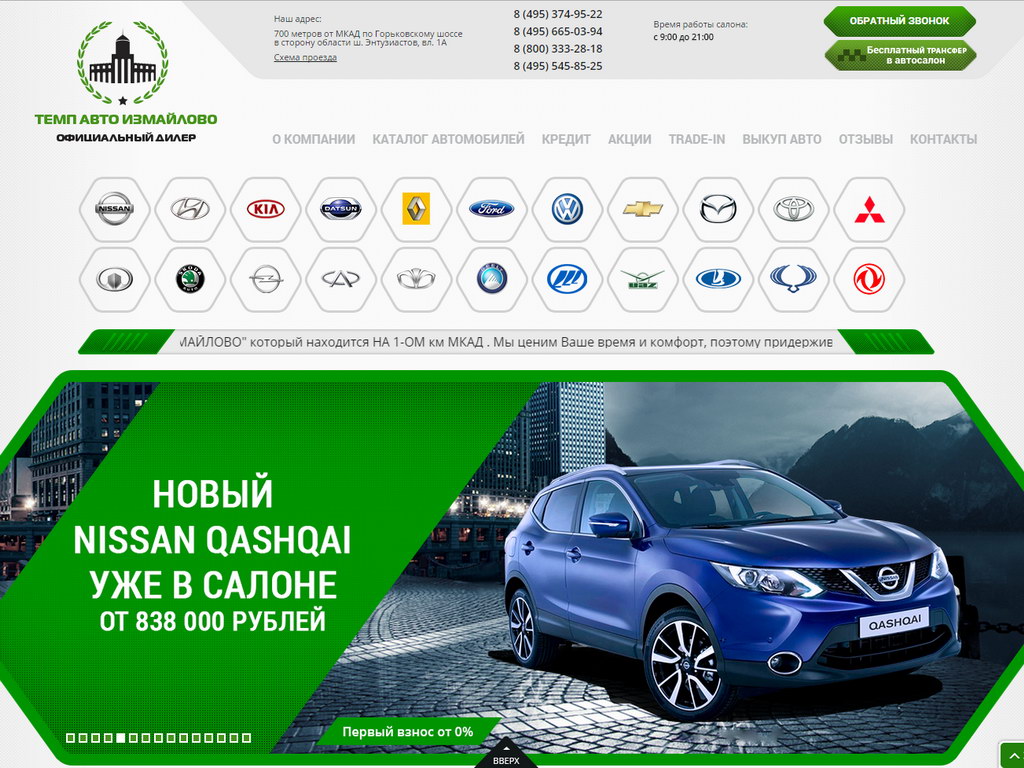 Наш адрес:
700 метров от МКАД по Горьковскому шоссе
в сторону области ш. Энтузиастов, вл. 1А
Схема проезда
8 (495) 374-95-22
8 (495) 665-03-94
8 (800) 333-28-18
8 (495) 545-85-25
Время работы салона:
с 9:00 до 21:00
ОБРАТНЫЙ ЗВОНОК
Бесплатный ТРАНСФЕР
в автосалон
ТЕМП АВТО ИЗМАЙЛОВО
ОФИЦИАЛЬНЫЙ ДИЛЕР
О КОМПАНИИ КАТАЛОГ АВТОМОБИЛЕЙ КРЕДИТ АКЦИИ TRADE-IN ВЫКУП АВТО ОТЗЫВЫ КОНТАКТЫ
NISSAN KIA DATSUN Ford
SKODA AUTO UAZ
МАЙЛОВО" который находится НА 1-ОМ км МКАД . Мы ценим Ваше время и комфорт, поэтому придержив
НОВЫЙ
NISSAN QASHQAI
УЖЕ В САЛОНЕ
ОТ 838 000 РУБЛЕЙ
NISSAN
QASHQAI
Первый взнос от 0%
ВВЕРХ